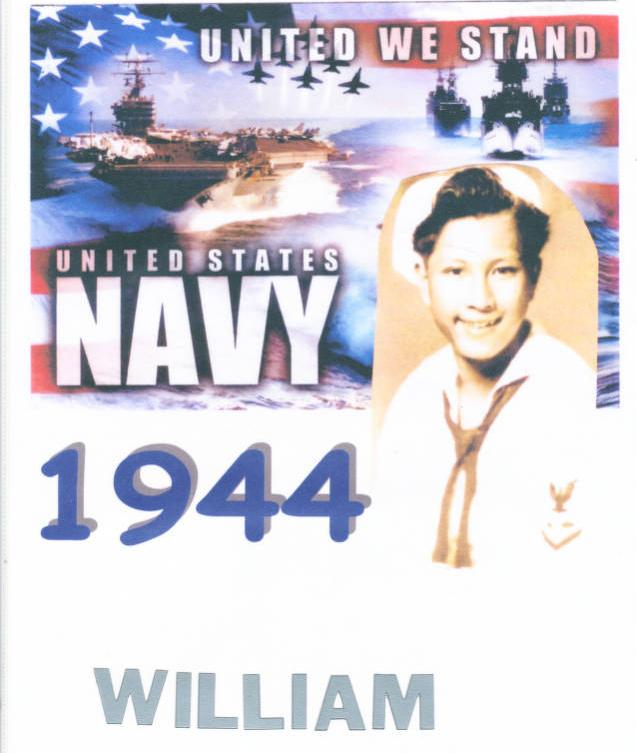 UNITED WE STAND
UNITED STATES
NAVY
1944
WILLIAM